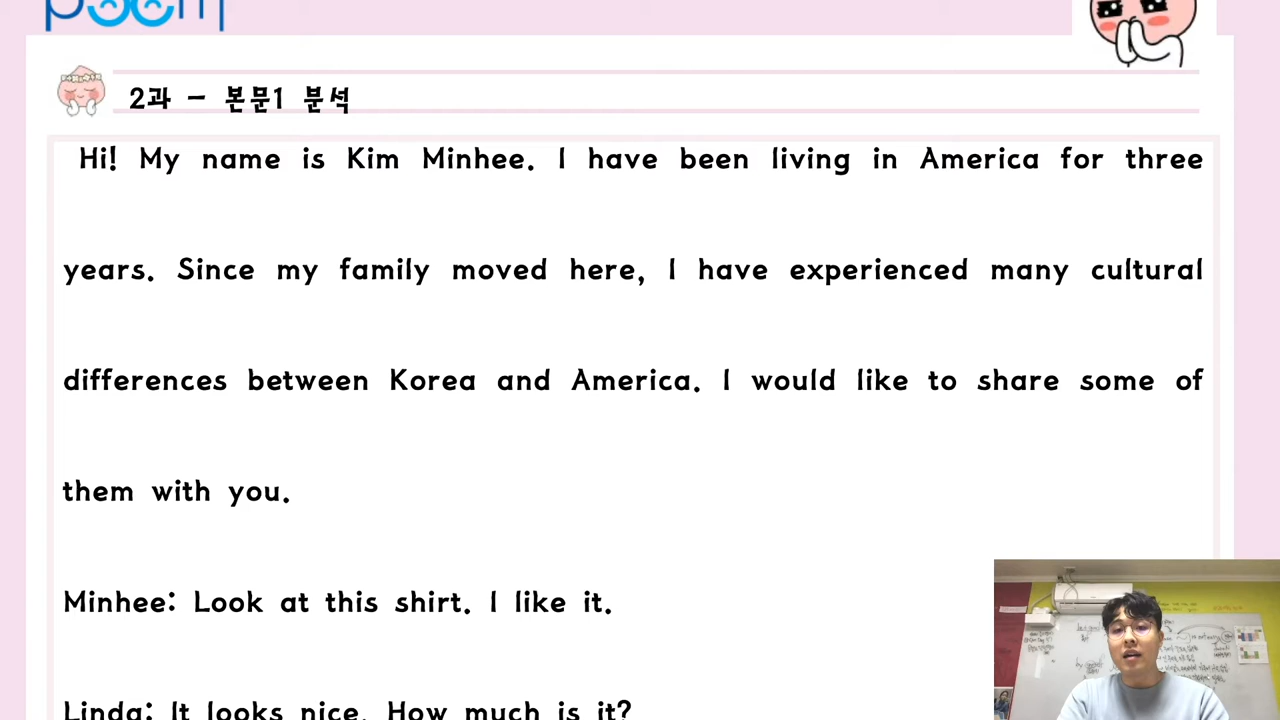 2과 - 본문1 분석
Hi! My name is Kim Minhee. I have been living in America for three
years. Since my family moved here, I have experienced many cultural
differences between Korea and America. I would like to share some of
them with you.
Minhee: Look at this shirt. I like it.
Linda: It looks nice. How much is it?